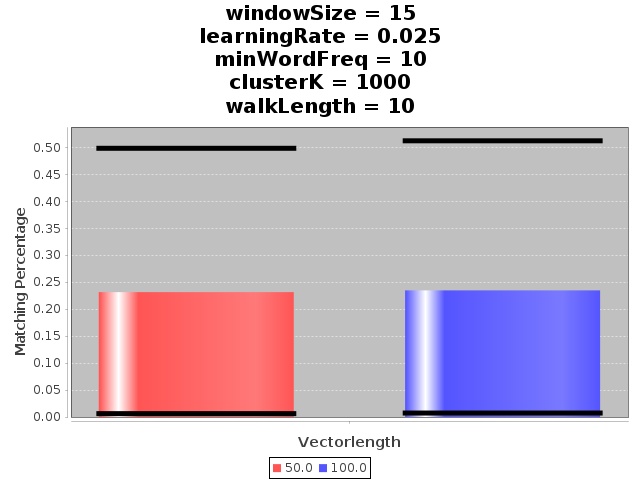 windowSize = 15
learningRate = 0.025
minWordFreq = 10
clusterK = 1000
walkLength = 10
Matching Percentage
0.50
0.45
0.40
0.35
0.30
0.25
0.20
0.15
0.10
0.05
0.00
Vectorlength
50.0 100.0